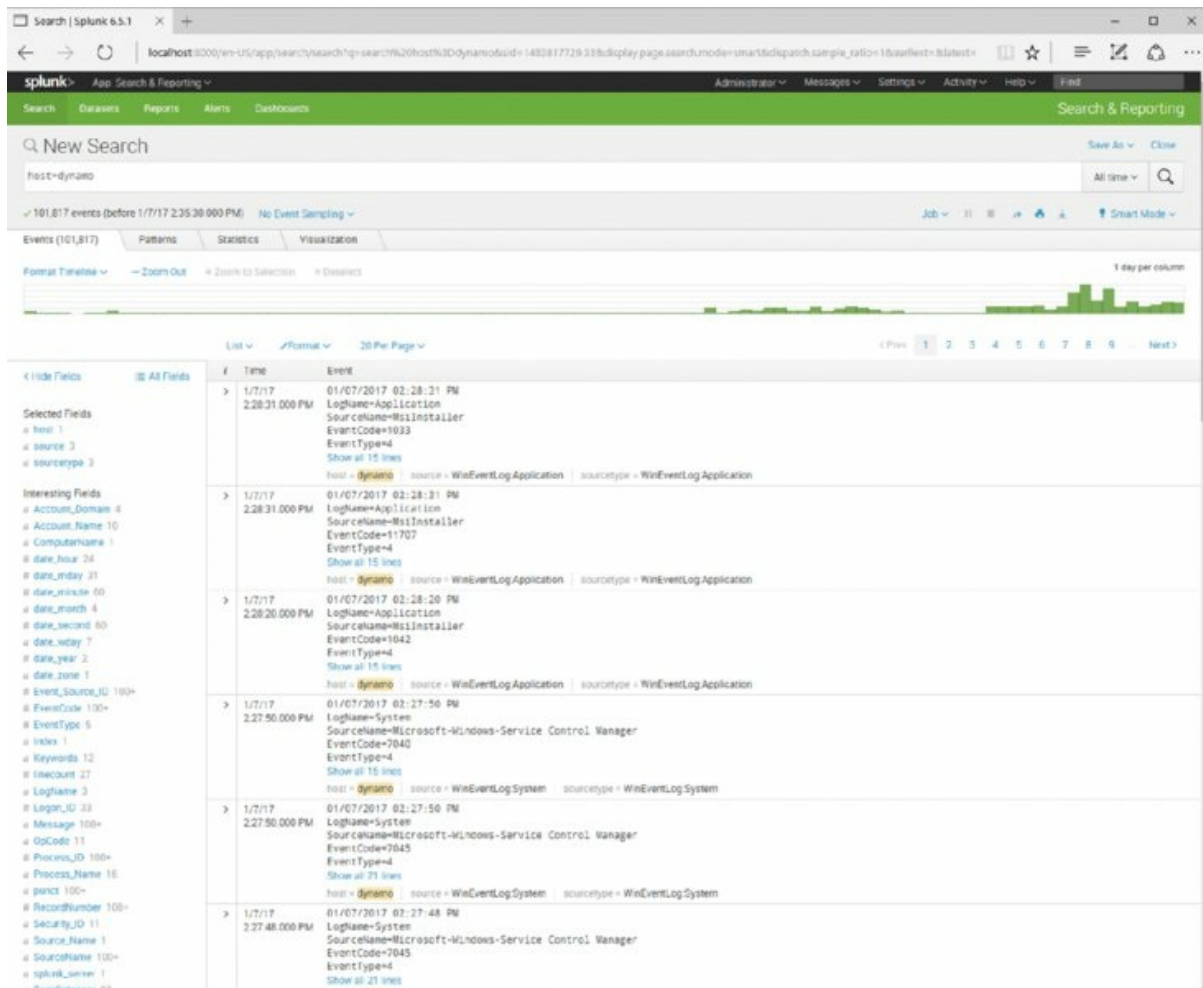 Search | Splunk 6.5.1
splunk> App: Search & Reporting
Administrator Messages Settings Activity Help Find
Search Datasets Reports Alerts Dashboards
Search & Reporting
New Search
Save As Close
host=dynamo
All time
101,817 events (before 1/7/17 2:35:30.000 PM) No Event Sampling
Job Smart Mode
Events (101,817) Patterns Statistics Visualization
Format Timeline — Zoom Out + Zoom to Selection × Deselect
1 day per column
List Format 20 Per Page
< Prev 1 2 3 4 5 6 7 8 9 ... Next >
< Hide Fields All Fields
i Time Event
Selected Fields
a host 1
a source 3
a sourcetype 3
Interesting Fields
a Account_Domain 4
a Account_Name 10
a ComputerName 1
# date_hour 24
# date_mday 31
# date_minute 60
a date_month 4
# date_second 60
a date_wday 7
# date_year 2
a date_zone 1
# Event_Source_ID 100+
# EventCode 100+
# EventType 5
a index 1
a Keywords 12
# linecount 27
a LogName 3
# Logon_ID 33
a Message 100+
a OpCode 11
# Process_ID 100+
a Process_Name 16
a punct 100+
# RecordNumber 100+
a Security_ID 11
a Source_Name 1
a SourceName 100+
a splunk_server 1
> 1/7/17 2:28:31.000 PM
01/07/2017 02:28:31 PM
LogName=Application
SourceName=MsiInstaller
EventCode=1033
EventType=4
Show all 15 lines
host = dynamo source = WinEventLog:Application sourcetype = WinEventLog:Application
> 1/7/17 2:28:31.000 PM
01/07/2017 02:28:31 PM
LogName=Application
SourceName=MsiInstaller
EventCode=11707
EventType=4
Show all 15 lines
host = dynamo source = WinEventLog:Application sourcetype = WinEventLog:Application
> 1/7/17 2:28:20.000 PM
01/07/2017 02:28:20 PM
LogName=Application
SourceName=MsiInstaller
EventCode=1042
EventType=4
Show all 15 lines
host = dynamo source = WinEventLog:Application sourcetype = WinEventLog:Application
> 1/7/17 2:27:50.000 PM
01/07/2017 02:27:50 PM
LogName=System
SourceName=Microsoft-Windows-Service Control Manager
EventCode=7040
EventType=4
Show all 15 lines
host = dynamo source = WinEventLog:System sourcetype = WinEventLog:System
> 1/7/17 2:27:50.000 PM
01/07/2017 02:27:50 PM
LogName=System
SourceName=Microsoft-Windows-Service Control Manager
EventCode=7045
EventType=4
Show all 21 lines
host = dynamo source = WinEventLog:System sourcetype = WinEventLog:System
> 1/7/17 2:27:48.000 PM
01/07/2017 02:27:48 PM
LogName=System
SourceName=Microsoft-Windows-Service Control Manager
EventCode=7045
EventType=4
Show all 21 lines